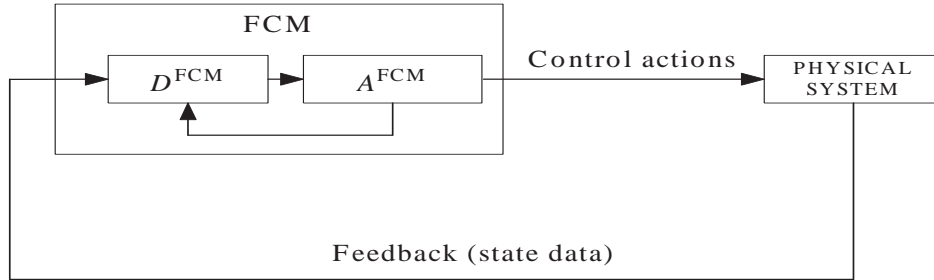 FCM
D^FCM
A^FCM
Control actions
PHYSICAL
SYSTEM
Feedback (state data)